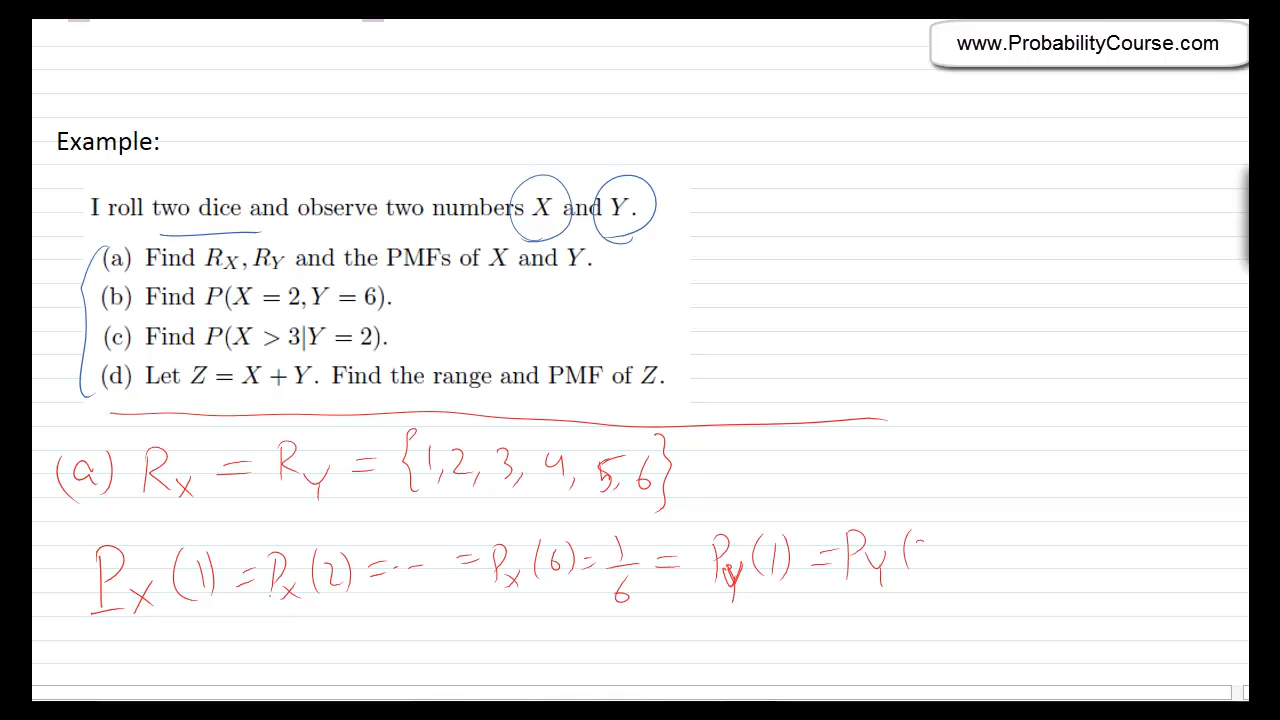 www.ProbabilityCourse.com
Example:
I roll two dice and observe two numbers X and Y.
(a) Find R_X, R_Y and the PMFs of X and Y.
(b) Find P(X = 2, Y = 6).
(c) Find P(X > 3|Y = 2).
(d) Let Z = X + Y. Find the range and PMF of Z.
(a) R_X = R_Y = {1, 2, 3, 4, 5, 6}
P_X(1) = P_X(2) = ... = P_X(6) = 1/6 = P_Y(1) = P_Y(